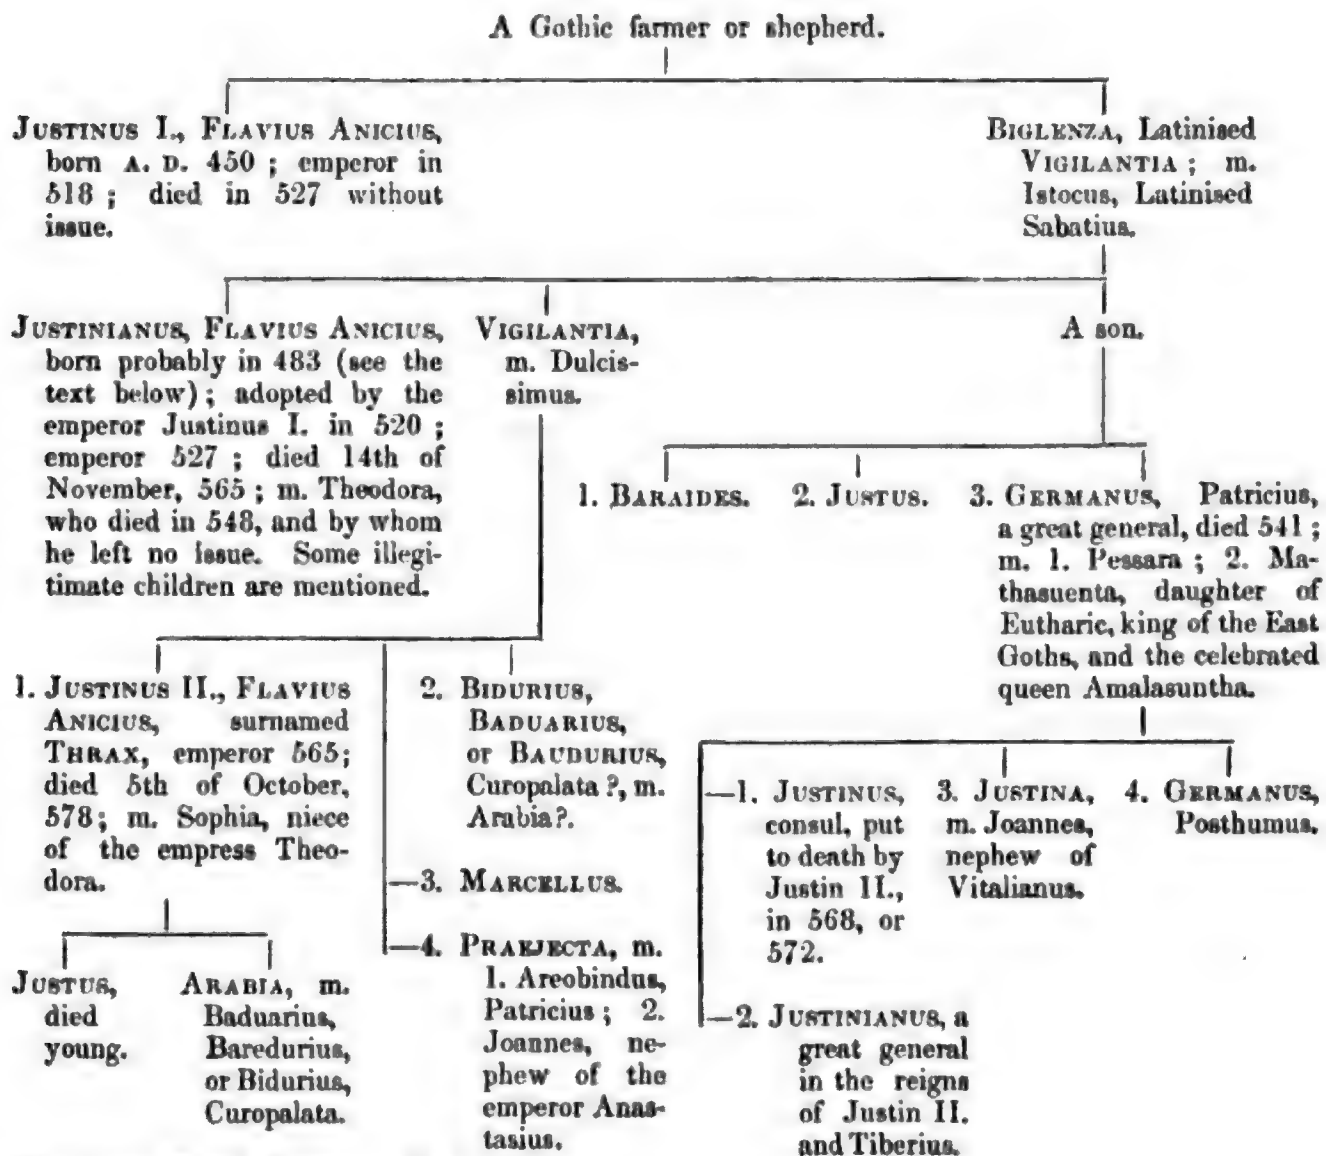 A Gothic farmer or shepherd.
JUSTINUS I., FLAVIUS ANICIUS,
born A. D. 450 ; emperor in
518 ; died in 527 without
issue.
BIGLENZA, Latinised
VIGILANTIA ; m.
Istocus, Latinised
Sabatius.
JUSTINIANUS, FLAVIUS ANICIUS,
born probably in 483 (see the
text below) ; adopted by the
emperor Justinus I. in 520 ;
emperor 527 ; died 14th of
November, 565 ; m. Theodora,
who died in 548, and by whom
he left no issue. Some illegi-
timate children are mentioned.
VIGILANTIA,
m. Dulcis-
simus.
A son.
1. BARAIDES.
2. JUSTUS.
3. GERMANUS, Patricius,
a great general, died 541 ;
m. 1. Pessara ; 2. Ma-
thasuenta, daughter of
Eutharic, king of the East
Goths, and the celebrated
queen Amalasuntha.
1. JUSTINUS II., FLAVIUS
ANICIUS, surnamed
THRAX, emperor 565;
died 5th of October,
578; m. Sophia, niece
of the empress Theo-
dora.
2. BIDURIUS,
BADUARIUS,
or BAUDURIUS,
Curopalata ?, m.
Arabia?.
3. MARCELLUS.
4. PRAEJECTA, m.
1. Areobindus,
Patricius ; 2.
Joannes, ne-
phew of the
emperor Anas-
tasius.
JUSTUS,
died
young.
ARABIA, m.
Baduarius,
Baredurius,
or Bidurius,
Curopalata.
1. JUSTINUS,
consul, put
to death by
Justin II.,
in 568, or
572.
2. JUSTINIANUS, a
great general
in the reigns
of Justin II.
and Tiberius.
3. JUSTINA,
m. Joannes,
nephew of
Vitalianus.
4. GERMANUS,
Posthumus.